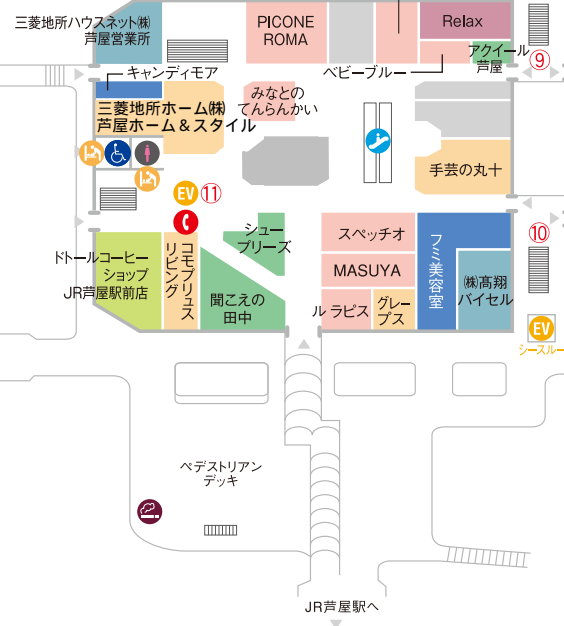 三菱地所ハウスネット㈱
芦屋営業所
PICONE
ROMA
Relax
アクイール
芦屋
⑨
キャンディモア
ベビーブルー
みなとの
てんらんかい
三菱地所ホーム㈱
芦屋ホーム＆スタイル
手芸の丸十
EV
⑪
シュー
プリーズ
スペッチオ
フミ美容室
⑩
ドトールコーヒー
ショップ
JR芦屋駅前店
コモプリュス
リビング
MASUYA
㈱髙翔
バイセル
聞こえの
田中
ル ラピス
グレー
プス
EV
シースルー
ペデストリアン
デッキ
JR芦屋駅へ